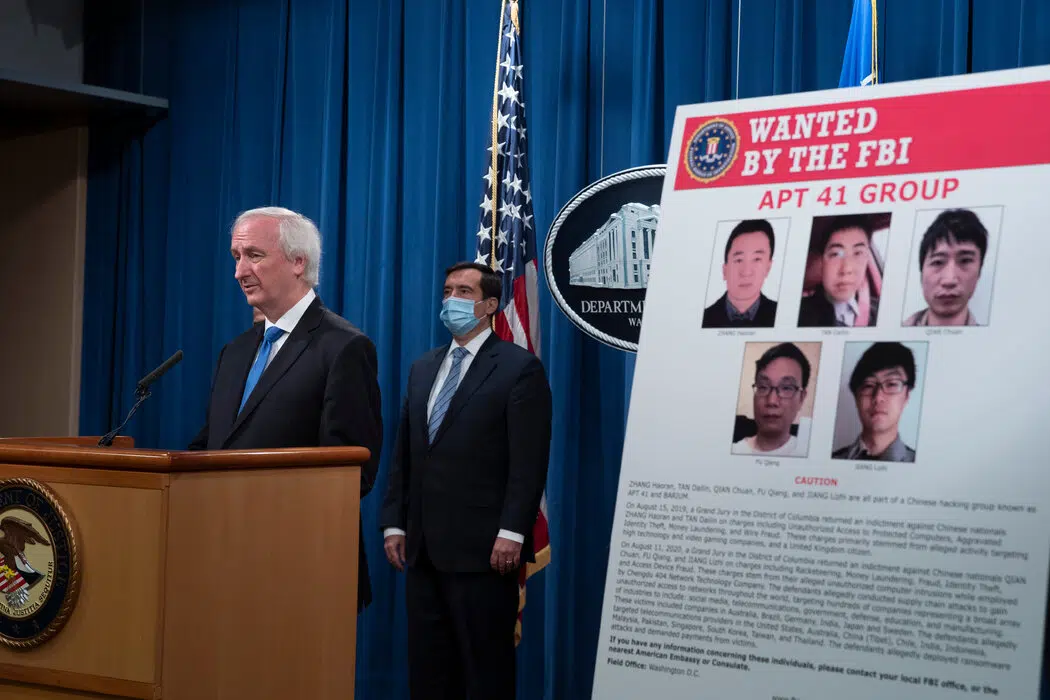 WANTED
BY THE FBI
APT 41 GROUP
ZHANG Haoran
TAN Dailin
QIAN Chuan
FU Qiang
JIANG Lizhi
CAUTION
ZHANG Haoran, TAN Dailin, QIAN Chuan, FU Qiang, and JIANG Lizhi are all part of a Chinese hacking group known as
APT 41 and BARIUM.
On August 15, 2019, a Grand Jury in the District of Columbia returned an indictment against Chinese nationals
ZHANG Haoran and TAN Dailin on charges including Unauthorized Access to Protected Computers, Aggravated
Identity Theft, Money Laundering, and Wire Fraud. These charges primarily stemmed from alleged activity targeting
high technology and video gaming companies, and a United Kingdom citizen.
On August 11, 2020, a Grand Jury in the District of Columbia returned an indictment against Chinese nationals QIAN
Chuan, FU Qiang, and JIANG Lizhi on charges including Racketeering, Money Laundering, Fraud, Identity Theft,
and Access Device Fraud. These charges stem from their alleged unauthorized computer intrusions while employed
by Chengdu 404 Network Technology Company. The defendants allegedly conducted supply chain attacks to gain
unauthorized access to networks throughout the world, targeting hundreds of companies representing a broad array
of industries to include: social media, telecommunications, government, defense, education, and manufacturing.
These victims included companies in Australia, Brazil, Germany, India, Japan and Sweden. The defendants allegedly
targeted telecommunications providers in the United States, Australia, China (Tibet), Chile, India, Indonesia,
Malaysia, Pakistan, Singapore, South Korea, Taiwan, and Thailand. The defendants allegedly deployed ransomware
attacks and demanded payments from victims.
If you have any information concerning these individuals, please contact your local FBI office, or the
nearest American Embassy or Consulate.
Field Office: Washington D.C.
DEPARTMENT
WA